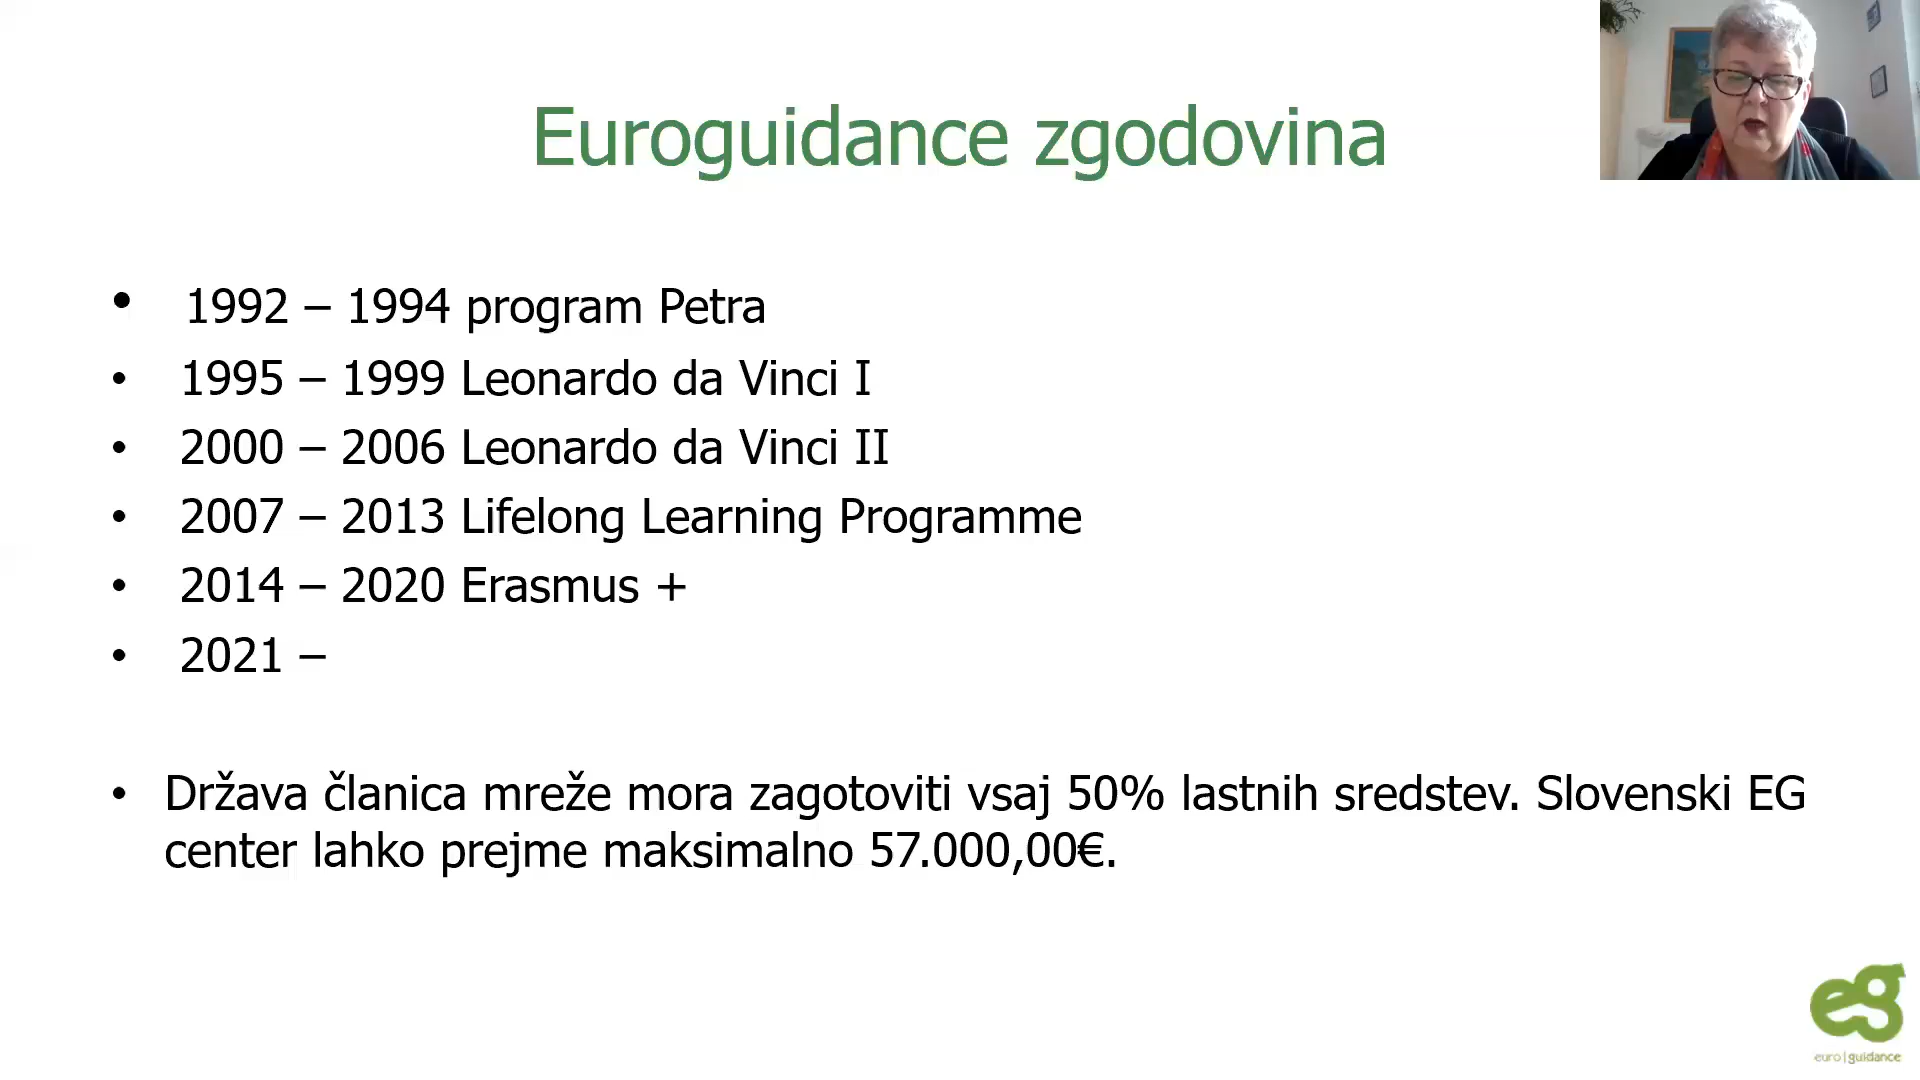 Euroguidance zgodovina
• 1992 – 1994 program Petra
• 1995 – 1999 Leonardo da Vinci I
• 2000 – 2006 Leonardo da Vinci II
• 2007 – 2013 Lifelong Learning Programme
• 2014 – 2020 Erasmus +
• 2021 –
• Država članica mreže mora zagotoviti vsaj 50% lastnih sredstev. Slovenski EG
center lahko prejme maksimalno 57.000,00€.
eg
euro|guidance